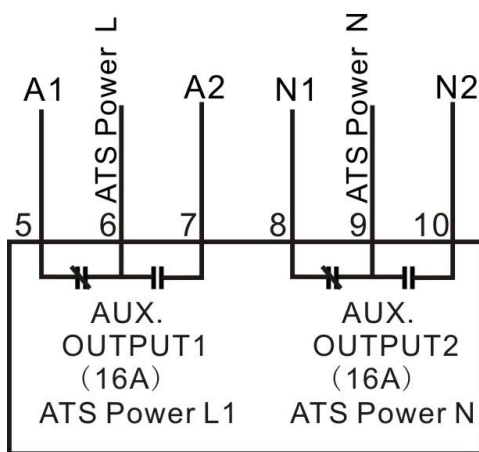 A1
ATS Power L
A2
N1
ATS Power N
N2
5
6
7
8
9
10
AUX.
OUTPUT1
（16A）
ATS Power L1
AUX.
OUTPUT2
（16A）
ATS Power N